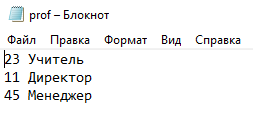 prof – Блокнот
Файл Правка Формат Вид Справка
23 Учитель
11 Директор
45 Менеджер